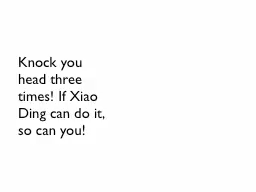 Knock you
head three
times! If Xiao
Ding can do it,
so can you!